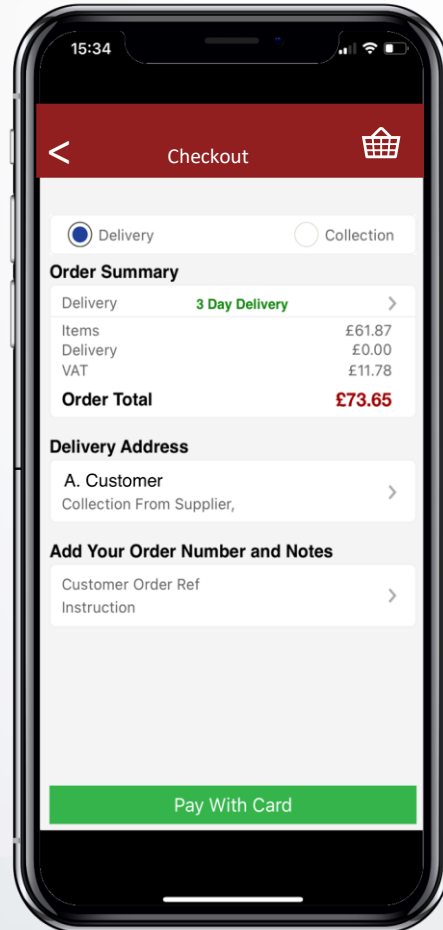 15:34
< Checkout
Delivery Collection
Order Summary
Delivery 3 Day Delivery >
Items £61.87
Delivery £0.00
VAT £11.78
Order Total £73.65
Delivery Address
A. Customer
Collection From Supplier,
Add Your Order Number and Notes
Customer Order Ref
Instruction
Pay With Card